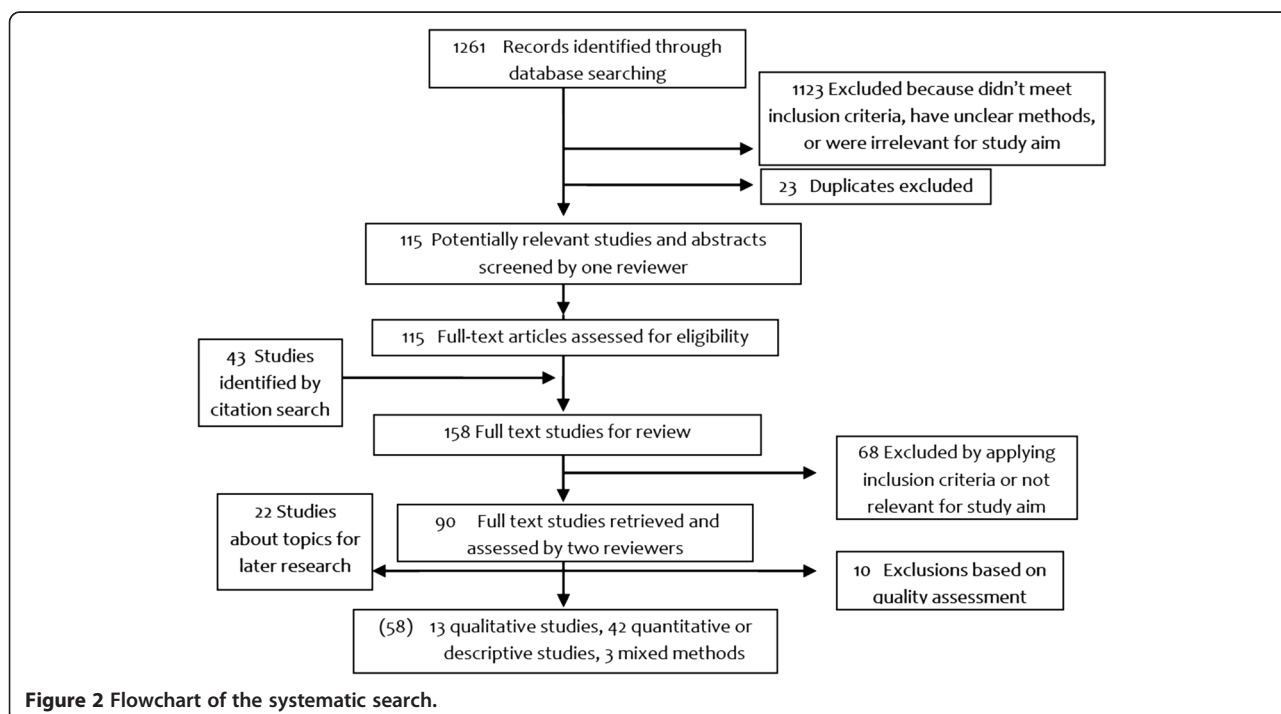 1261 Records identified through
database searching
1123 Excluded because didn't meet
inclusion criteria, have unclear methods,
or were irrelevant for study aim
23 Duplicates excluded
115 Potentially relevant studies and abstracts
screened by one reviewer
115 Full-text articles assessed for eligibility
43 Studies
identified by
citation search
158 Full text studies for review
68 Excluded by applying
inclusion criteria or not
relevant for study aim
90 Full text studies retrieved and
assessed by two reviewers
22 Studies
about topics for
later research
10 Exclusions based on
quality assessment
(58) 13 qualitative studies, 42 quantitative or
descriptive studies, 3 mixed methods
Figure 2 Flowchart of the systematic search.